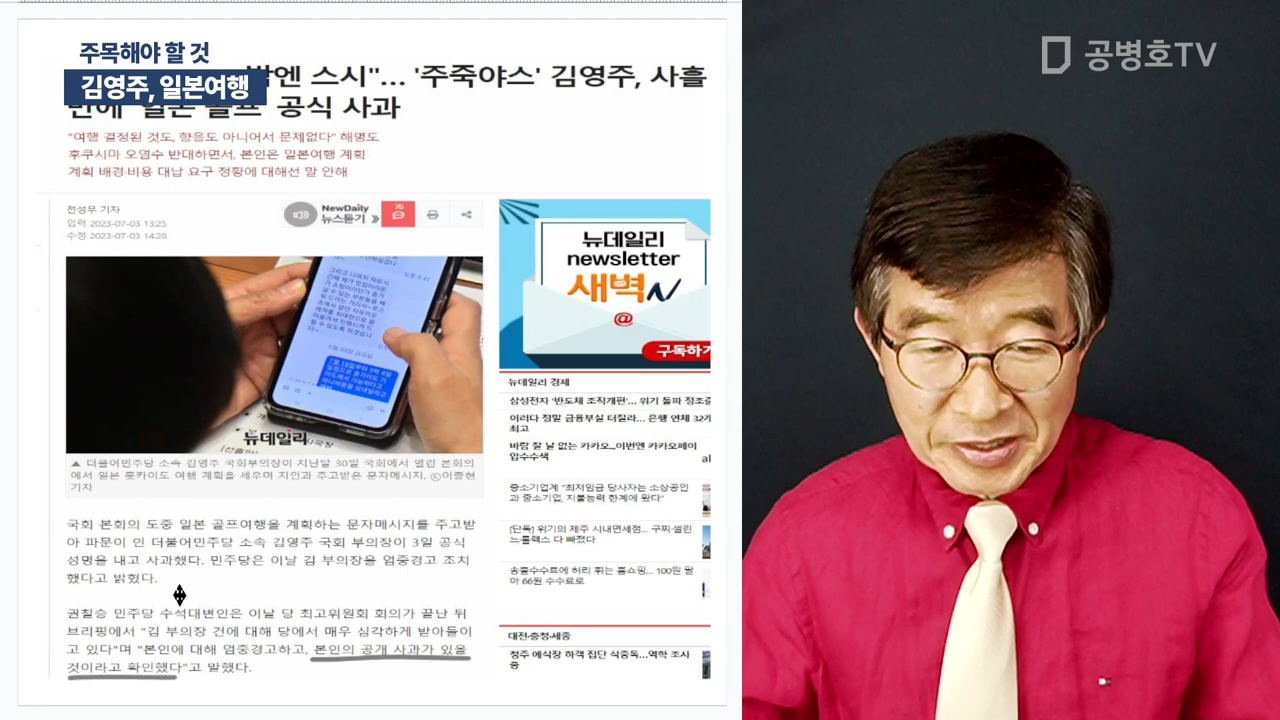 주목해야 할 것
김영주, 일본여행
밖엔 스시"... '주죽야스' 김영주, 사흘
만에 '일본 골프' 공식 사과
"여행 결정된 것도, 향응도 아니어서 문제없다" 해명도
후쿠시마 오염수 반대하면서, 본인은 일본여행 계획
계획 배경·비용 대납 요구 정황에 대해선 말 안해
전성무 기자
입력 2023-07-03 13:25
수정 2023-07-03 14:28
NewDaily
뉴스듣기 》
76
뉴데일리
▲ 더불어민주당 소속 김영주 국회부의장이 지난달 30일 국회에서 열린 본회의
에서 일본 홋카이도 여행 계획을 세우며 지인과 주고받은 문자메시지. ⓒ이종현
기자
국회 본회의 도중 일본 골프여행을 계획하는 문자메시지를 주고받
아 파문이 인 더불어민주당 소속 김영주 국회 부의장이 3일 공식
성명을 내고 사과했다. 민주당은 이날 김 부의장을 엄중경고 조치
했다고 밝혔다.
권칠승 민주당 수석대변인은 이날 당 최고위원회 회의가 끝난 뒤
브리핑에서 "김 부의장 건에 대해 당에서 매우 심각하게 받아들이
고 있다"며 "본인에 대해 엄중경고하고, 본인의 공개 사과가 있을
것이라고 확인했다"고 말했다.
뉴데일리
newsletter
새벽N
@
구독하기
뉴데일리 경제
삼성전자 '반도체 조직개편'... 위기 돌파 정조준
이러다 정말 금융부실 터질라... 은행 연체 32개
최고
바람 잘 날 없는 카카오...이번엔 카카오페이
압수수색
중소기업계 "최저임금 당사자는 소상공인
과 중소기업, 지불능력 한계에 왔다"
[단독] 위기의 제주 시내면세점... 구찌·셀린
느·롤렉스 다 빠졌다
송출수수료에 허리 휘는 홈쇼핑... 100원 팔
아 66원 수수료로
대전·충청·세종
청주 예식장 하객 집단 식중독...역학 조사
중
공병호TV